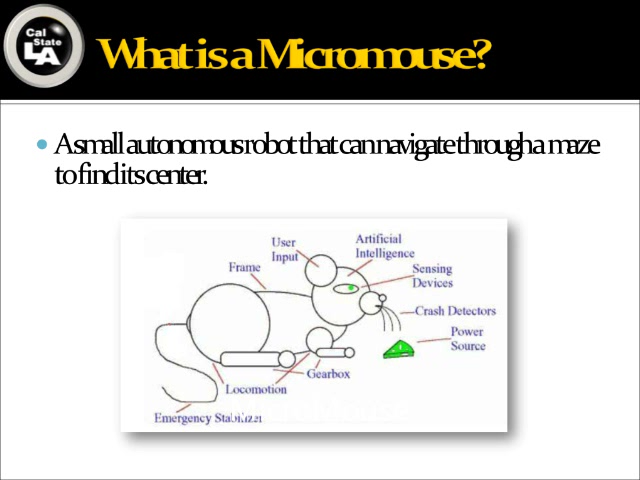 Cal
State
LA
What is a Micromouse?
A small autonomous robot that can navigate through a maze
to find its center.
User
Input
Artificial
Intelligence
Frame
Sensing
Devices
Crash Detectors
Power
Source
Gearbox
Locomotion
Emergency Stabilizer
MicroMouse